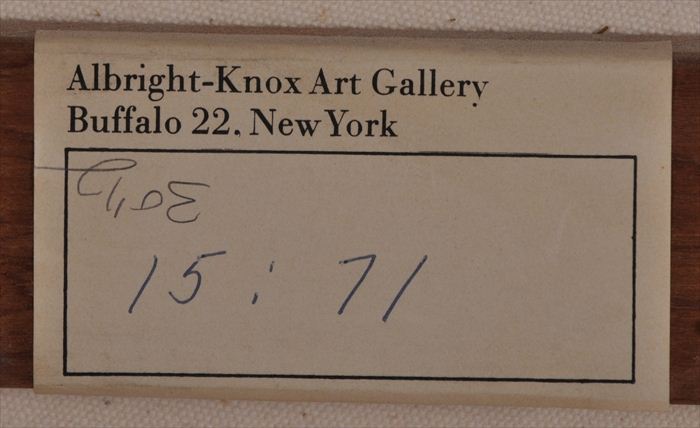 Albright-Knox Art Gallery
Buffalo 22, New York
15 : 71